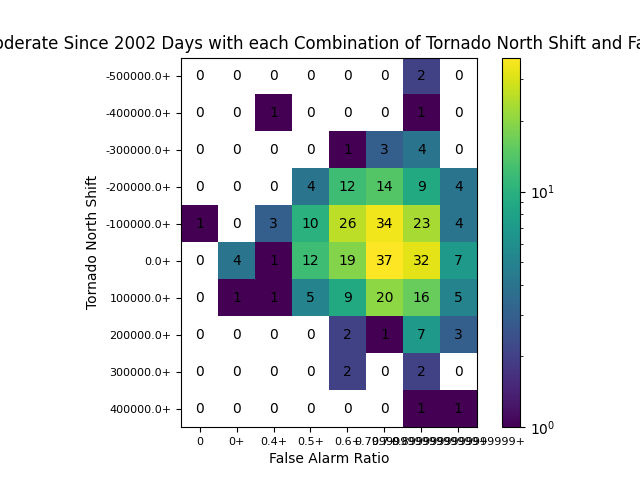 oderate Since 2002 Days with each Combination of Tornado North Shift and Fa
Tornado North Shift
-500000.0+ 0 0 0 0 0 0 2 0
-400000.0+ 0 0 1 0 0 0 1 0
-300000.0+ 0 0 0 0 1 3 4 0
-200000.0+ 0 0 0 4 12 14 9 4
-100000.0+ 1 0 3 10 26 34 23 4
0.0+ 0 4 1 12 19 37 32 7
100000.0+ 0 1 1 5 9 20 16 5
200000.0+ 0 0 0 0 2 1 7 3
300000.0+ 0 0 0 0 2 0 2 0
400000.0+ 0 0 0 0 0 0 1 1
0 0+ 0.4+ 0.5+ 0.6+
False Alarm Ratio
10^1
10^0